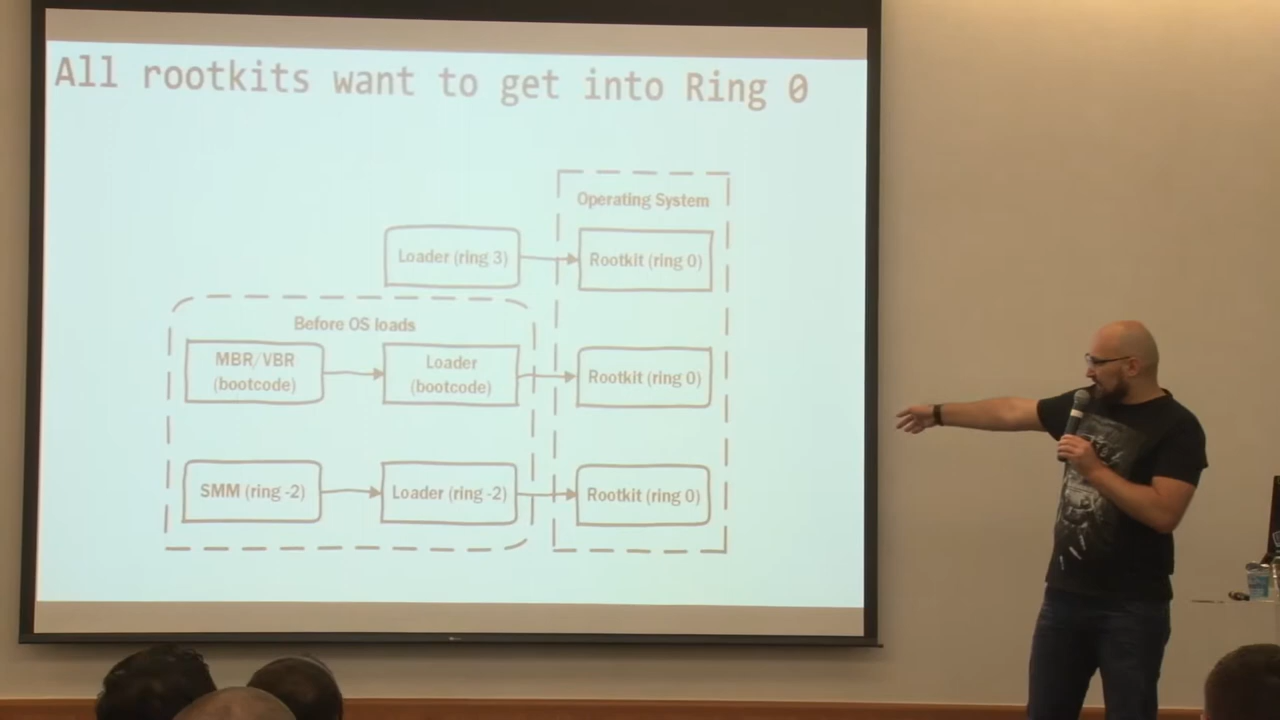 All rootkits want to get into Ring 0
Operating System
Loader (ring 3)
Rootkit (ring 0)
Before OS loads
MBR/VBR
(bootcode)
Loader
(bootcode)
Rootkit (ring 0)
SMM (ring -2)
Loader (ring -2)
Rootkit (ring 0)